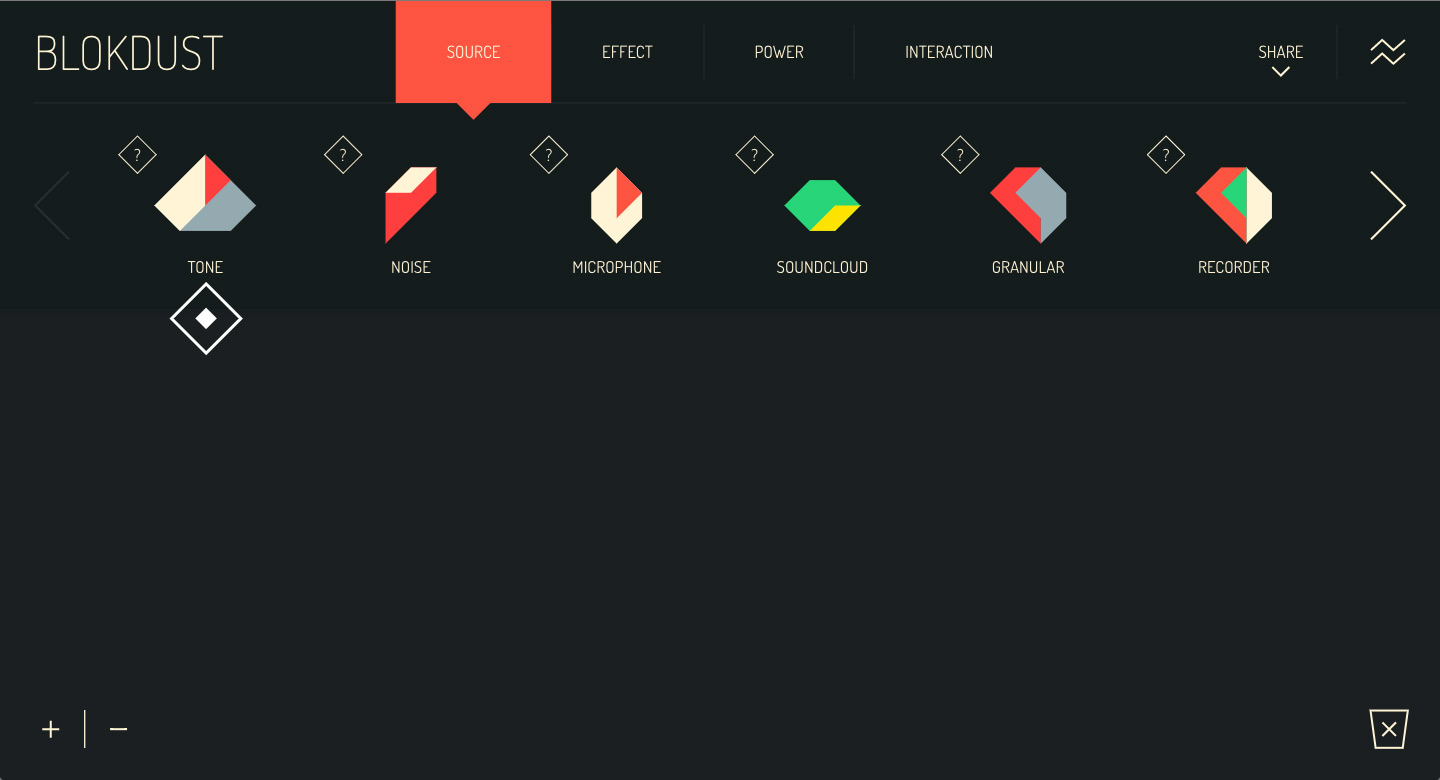 BLOKDUST
SOURCE
EFFECT
POWER
INTERACTION
SHARE
? ? ? ? ? ?
TONE
NOISE
MICROPHONE
SOUNDCLOUD
GRANULAR
RECORDER
+ | −